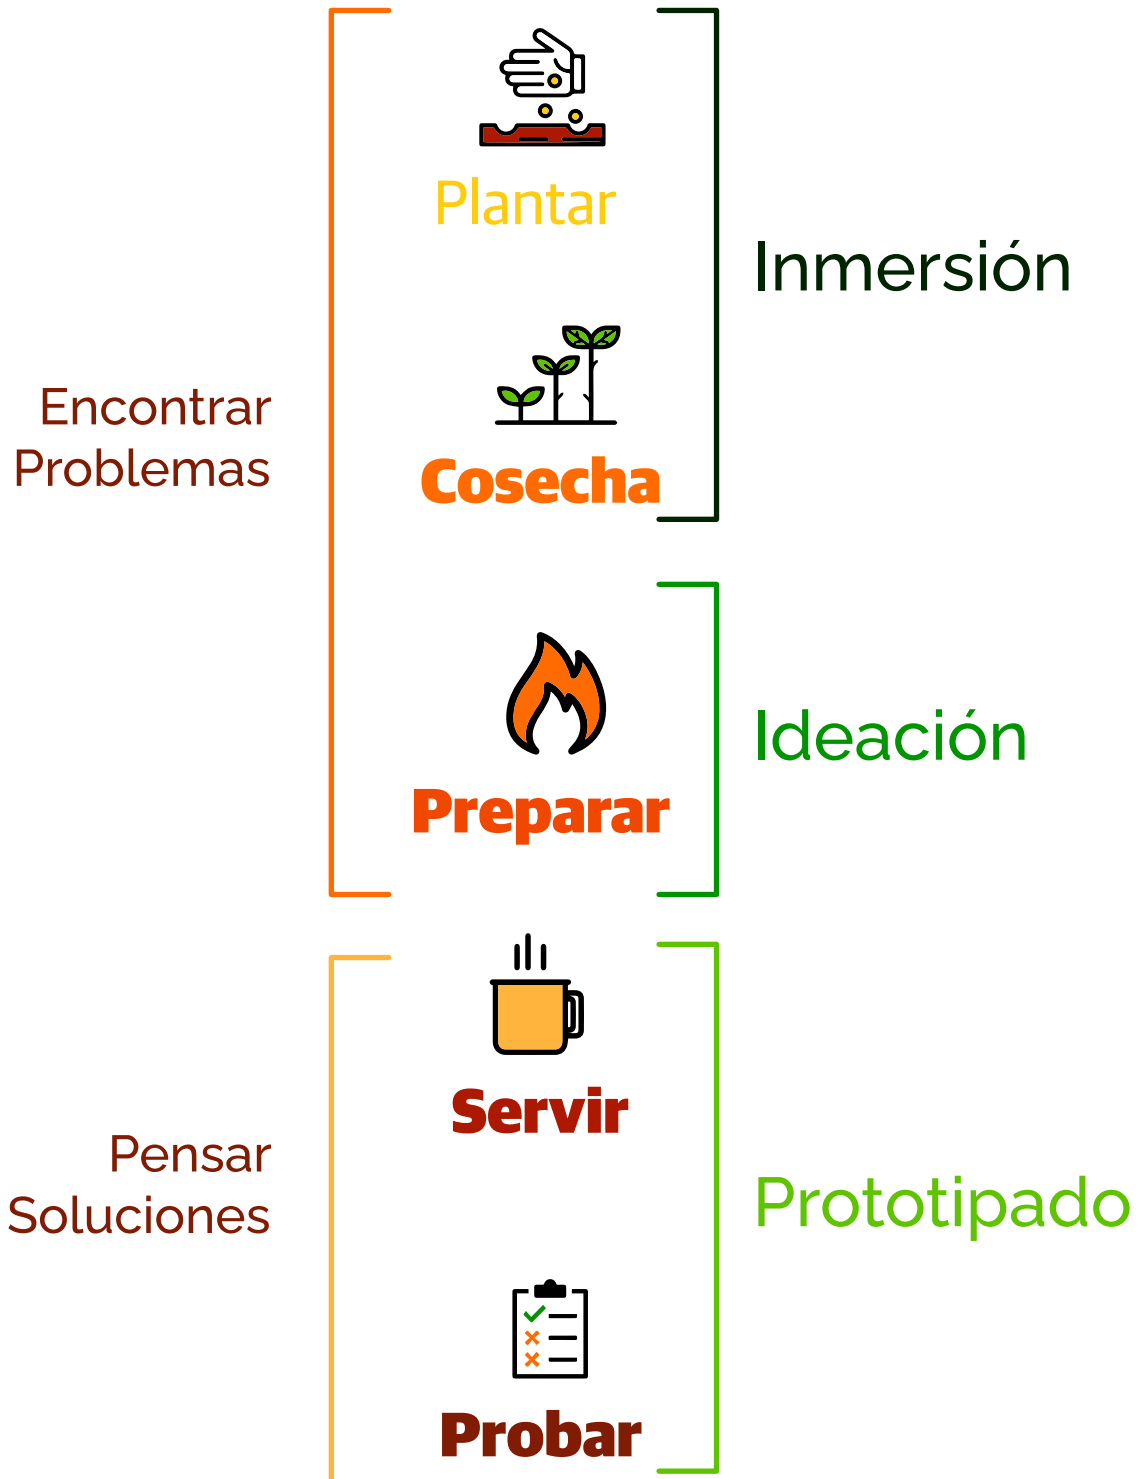 Plantar
Inmersión
Encontrar
Problemas
Cosecha
Ideación
Preparar
Servir
Pensar
Soluciones
Prototipado
Probar